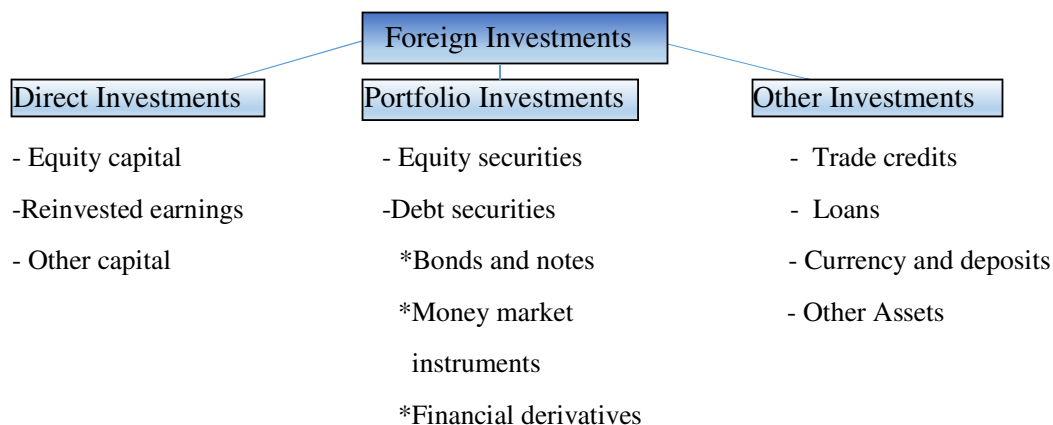 Foreign Investments
Direct Investments
- Equity capital
-Reinvested earnings
- Other capital
Portfolio Investments
- Equity securities
-Debt securities
*Bonds and notes
*Money market
instruments
*Financial derivatives
Other Investments
- Trade credits
- Loans
- Currency and deposits
- Other Assets